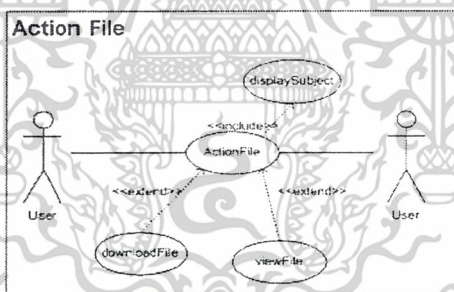 Action File
displaySubject
<<include>>
ActionFile
<<extend>>
<<extend>>
User
User
downloadFile
viewFile